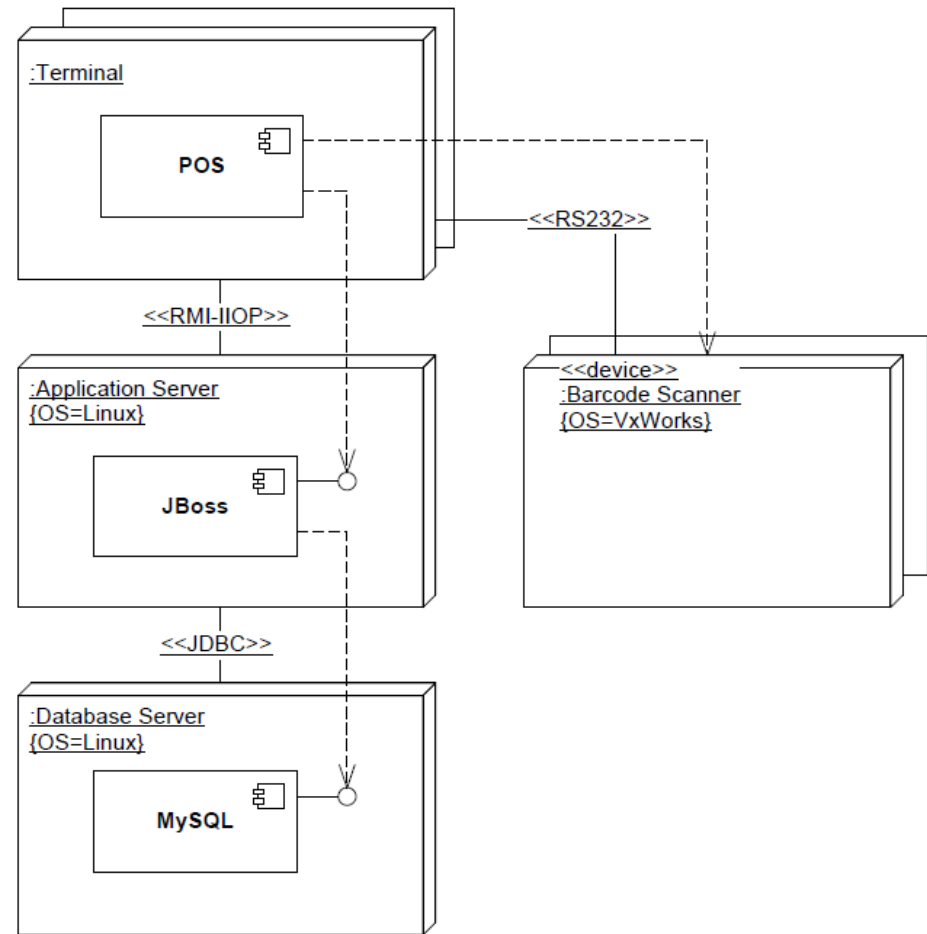 :Terminal
POS
<<RS232>>
<<RMI-IIOP>>
:Application Server
{OS=Linux}
<<device>>
:Barcode Scanner
{OS=VxWorks}
JBoss
<<JDBC>>
:Database Server
{OS=Linux}
MySQL